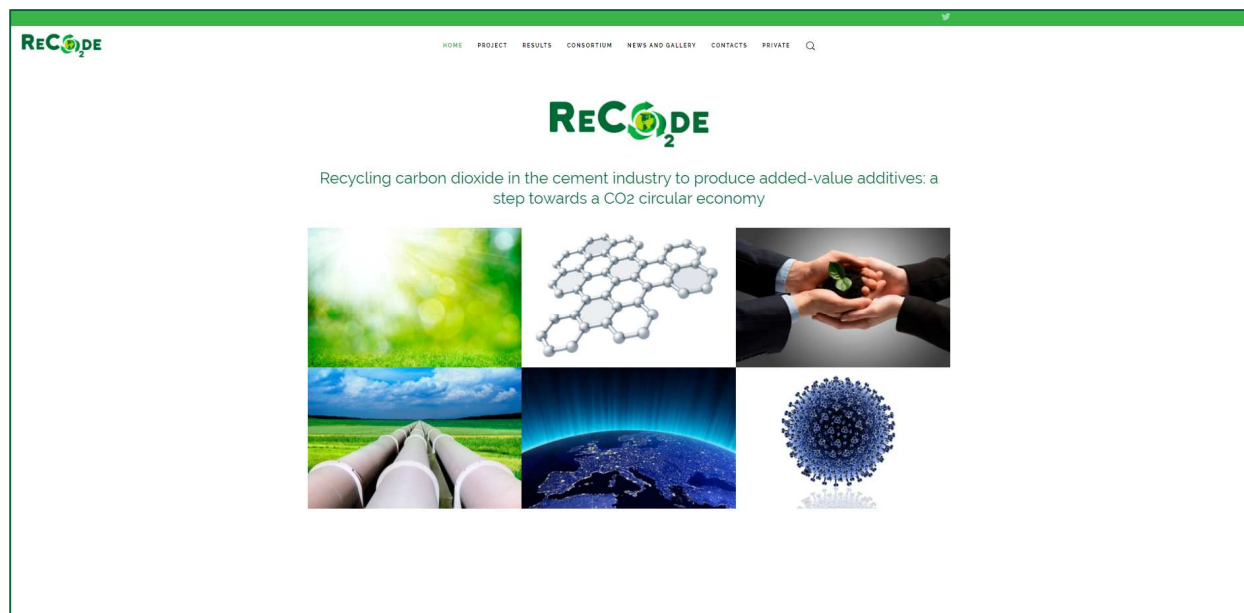 ReCO2de
HOME PROJECT RESULTS CONSORTIUM NEWS AND GALLERY CONTACTS PRIVATE
ReCO2de
Recycling carbon dioxide in the cement industry to produce added-value additives: a
step towards a CO2 circular economy